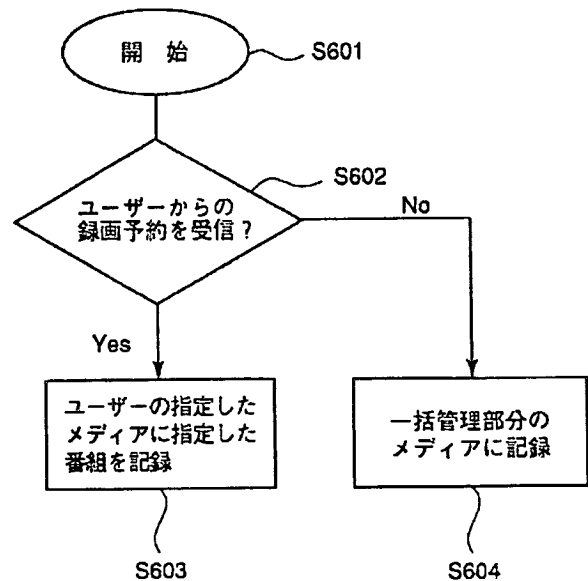 開 始
S601
S602
ユーザーからの
録画予約を受信？
No
Yes
ユーザーの指定した
メディアに指定した
番組を記録
一括管理部分の
メディアに記録
S603
S604